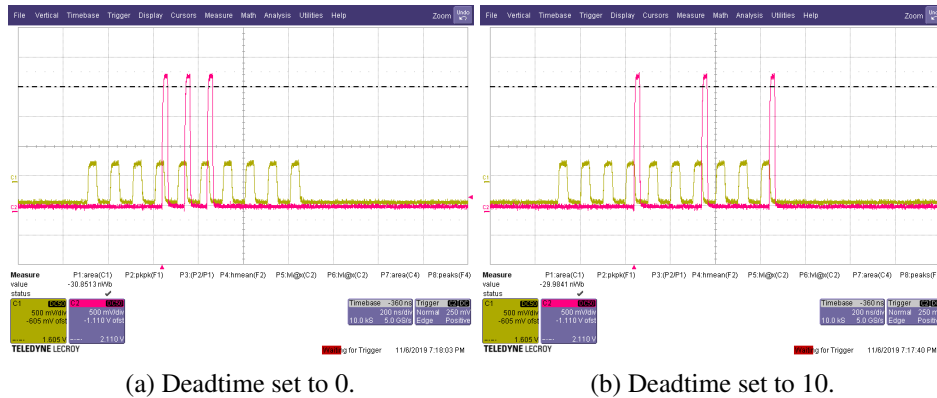 File Vertical Timebase Trigger Display Cursors Measure Math Analysis Utilities Help Zoom Undo
C1
C2
Measure P1:area(C1) P2:pkpk(F1) P3:(P2/P1) P4:hmean(F2) P5:lvl@x(C2) P6:lvl@x(C2) P7:area(C4) P8:peaks(F4)
value -30.8513 nWb
status
C1 DC50 C2 DC50
500 mV/div 500 mV/div
-605 mV ofst -1.110 V ofst
1.605 V 2.110 V
Timebase -360 ns Trigger C2 DC
200 ns/div Normal 250 mV
10.0 kS 5.0 GS/s Edge Positive
TELEDYNE LECROY Waiting for Trigger 11/6/2019 7:18:03 PM
(a) Deadtime set to 0.
File Vertical Timebase Trigger Display Cursors Measure Math Analysis Utilities Help Zoom Undo
C1
C2
Measure P1:area(C1) P2:pkpk(F1) P3:(P2/P1) P4:hmean(F2) P5:lvl@x(C2) P6:lvl@x(C2) P7:area(C4) P8:peaks(F
value -29.9841 nWb
status
C1 DC50 C2 DC50
500 mV/div 500 mV/div
-605 mV ofst -1.110 V ofst
1.605 V 2.110 V
Timebase -360 ns Trigger C2 DC
200 ns/div Normal 250 m
10.0 kS 5.0 GS/s Edge Positive
TELEDYNE LECROY Waiting for Trigger 11/6/2019 7:17:40 PM
(b) Deadtime set to 10.